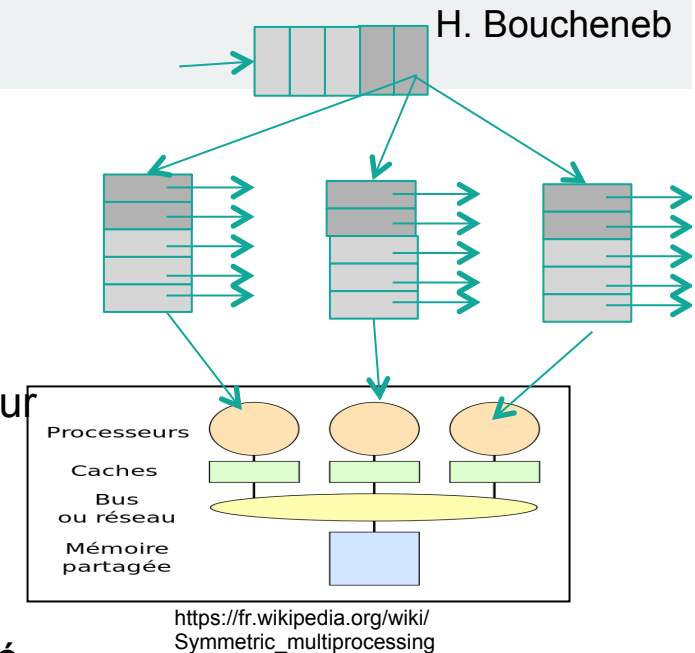 H. Boucheneb
ur
Processeurs
Caches
Bus
ou réseau
Mémoire
partagée
https://fr.wikipedia.org/wiki/
Symmetric_multiprocessing
é